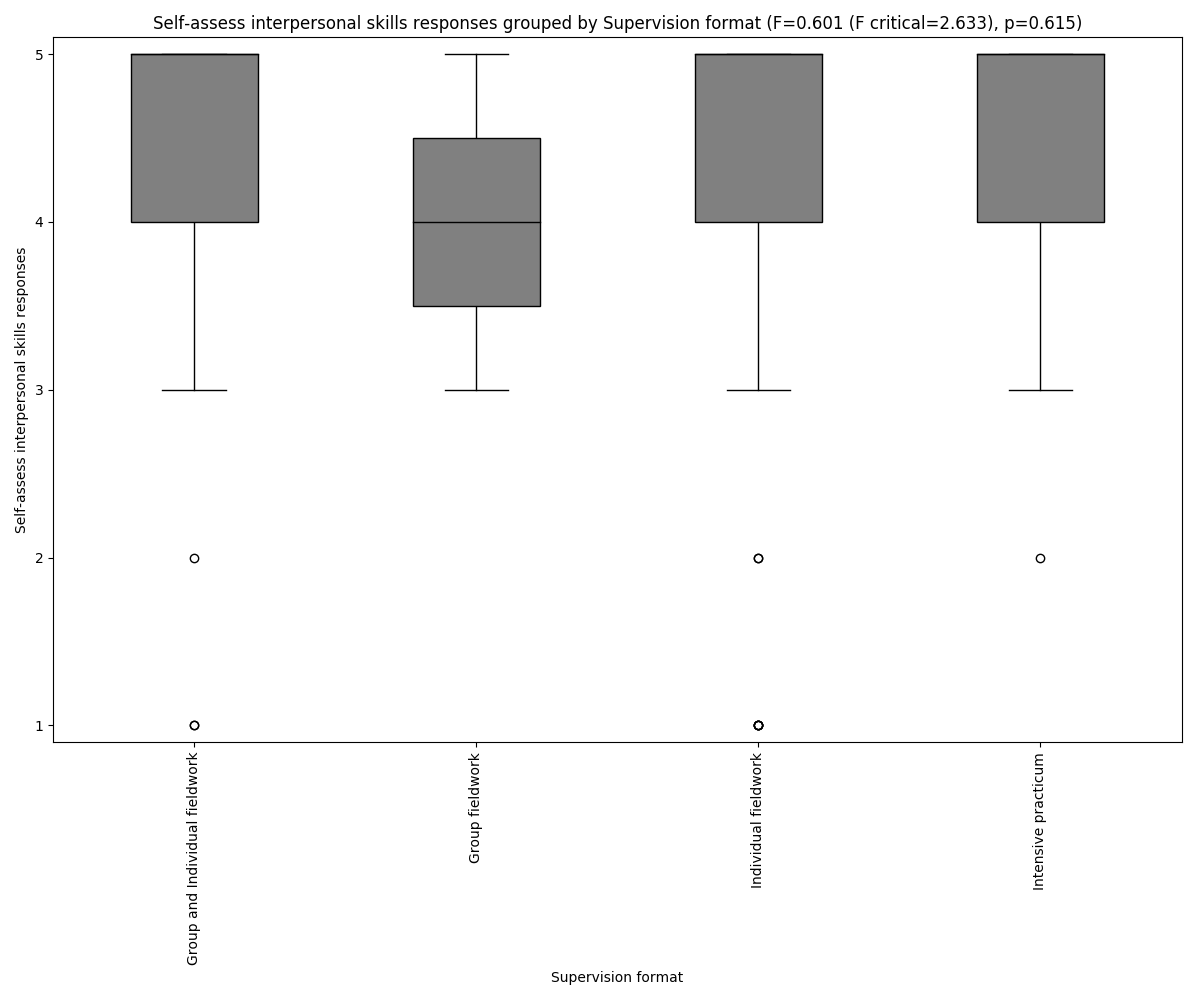 Self-assess interpersonal skills responses grouped by Supervision format (F=0.601 (F critical=2.633), p=0.615)
Self-assess interpersonal skills responses
5
4
3
2
1
Group and Individual fieldwork
Group fieldwork
Individual fieldwork
Intensive practicum
Supervision format